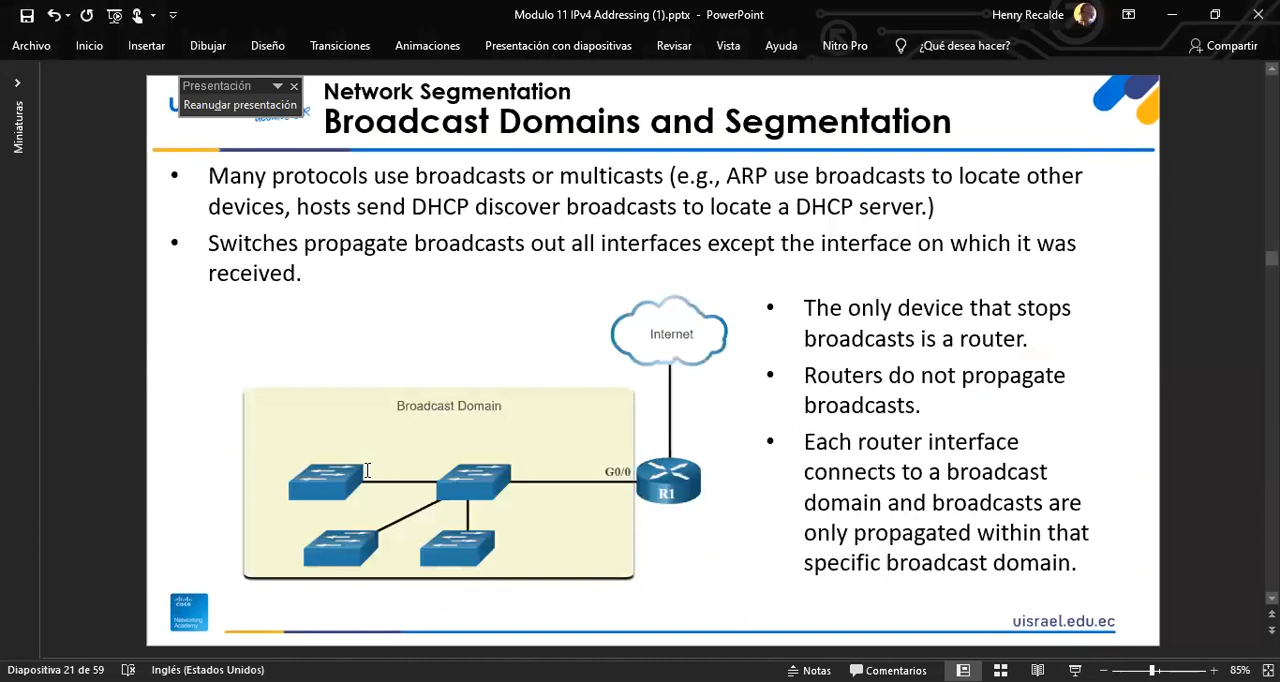 Modulo 11 IPv4 Addressing (1).pptx - PowerPoint
Henry Recalde
Archivo Inicio Insertar Dibujar Diseño Transiciones Animaciones Presentación con diapositivas Revisar Vista Ayuda Nitro Pro ¿Qué desea hacer? Compartir
Miniaturas
Presentación
Reanudar presentación
Network Segmentation
Broadcast Domains and Segmentation
• Many protocols use broadcasts or multicasts (e.g., ARP use broadcasts to locate other
devices, hosts send DHCP discover broadcasts to locate a DHCP server.)
• Switches propagate broadcasts out all interfaces except the interface on which it was
received.
Internet
Broadcast Domain
G0/0
R1
• The only device that stops
broadcasts is a router.
• Routers do not propagate
broadcasts.
• Each router interface
connects to a broadcast
domain and broadcasts are
only propagated within that
specific broadcast domain.
cisco
Networking
Academy
uisrael.edu.ec
Diapositiva 21 de 59 Inglés (Estados Unidos) Notas Comentarios 85%